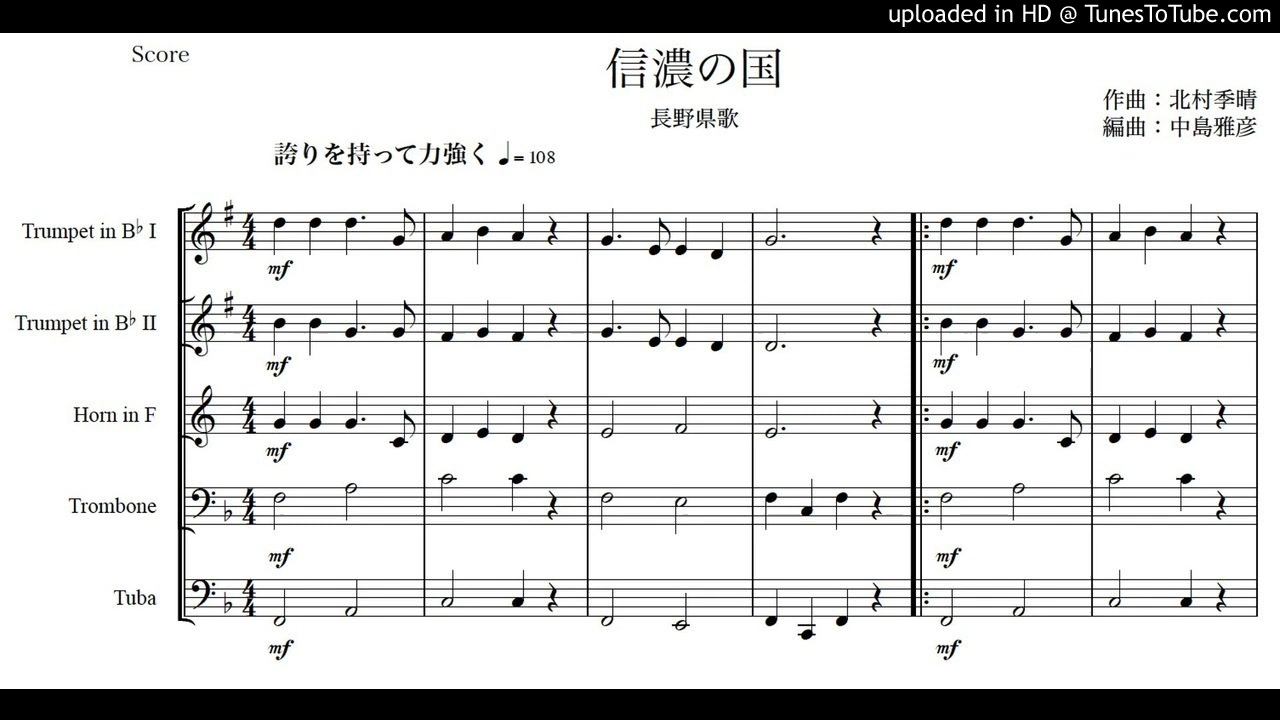 uploaded in HD @ TunesToTube.com
Score
信濃の国
長野県歌
作曲：北村季晴
編曲：中島雅彦
誇りを持って力強く ♩= 108
Trumpet in B♭ I
mf
mf
Trumpet in B♭ II
mf
mf
Horn in F
mf
mf
Trombone
mf
mf
Tuba
mf
mf